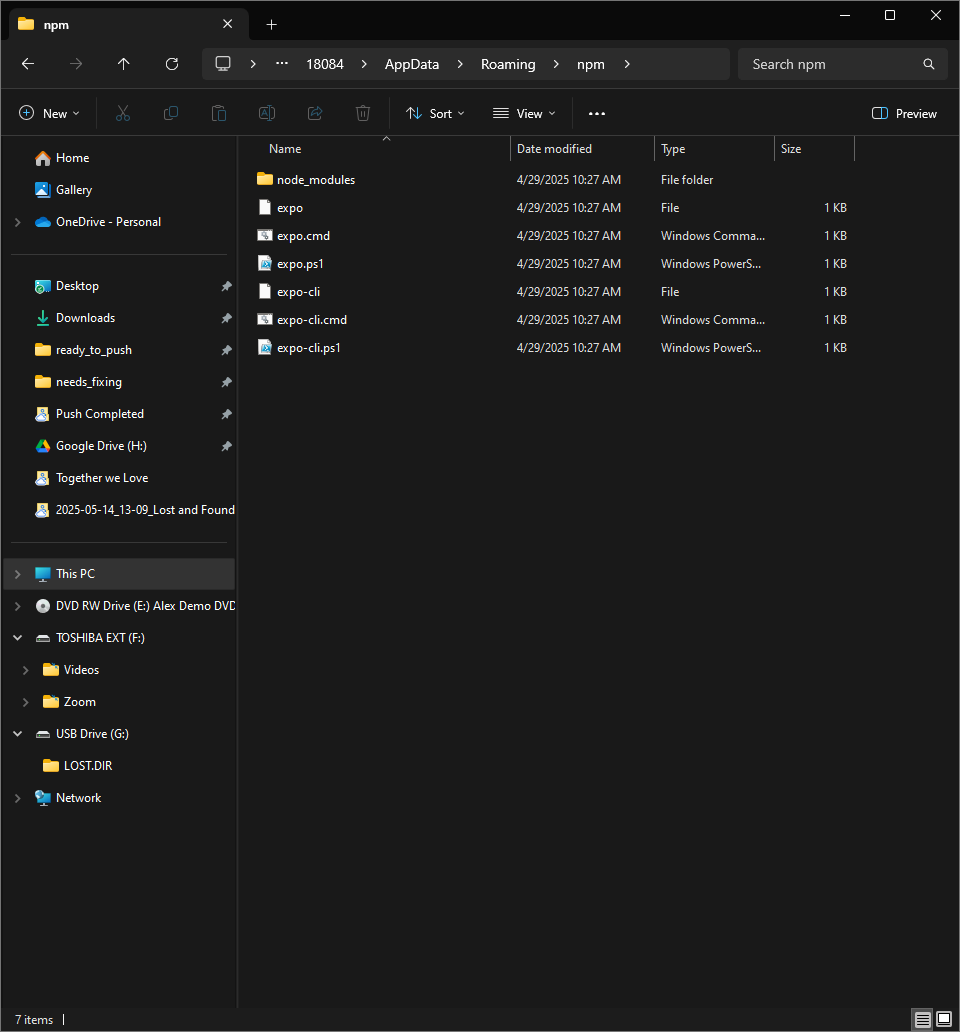 npm
18084 AppData Roaming npm Search npm
New Sort View Preview
Name Date modified Type Size
Home
Gallery
OneDrive - Personal
Desktop
Downloads
ready_to_push
needs_fixing
Push Completed
Google Drive (H:)
Together we Love
2025-05-14_13-09_Lost and Found
This PC
DVD RW Drive (E:) Alex Demo DVD
TOSHIBA EXT (F:)
Videos
Zoom
USB Drive (G:)
LOST.DIR
Network
node_modules 4/29/2025 10:27 AM File folder
expo 4/29/2025 10:27 AM File 1 KB
expo.cmd 4/29/2025 10:27 AM Windows Comma... 1 KB
expo.ps1 4/29/2025 10:27 AM Windows PowerS... 1 KB
expo-cli 4/29/2025 10:27 AM File 1 KB
expo-cli.cmd 4/29/2025 10:27 AM Windows Comma... 1 KB
expo-cli.ps1 4/29/2025 10:27 AM Windows PowerS... 1 KB
7 items